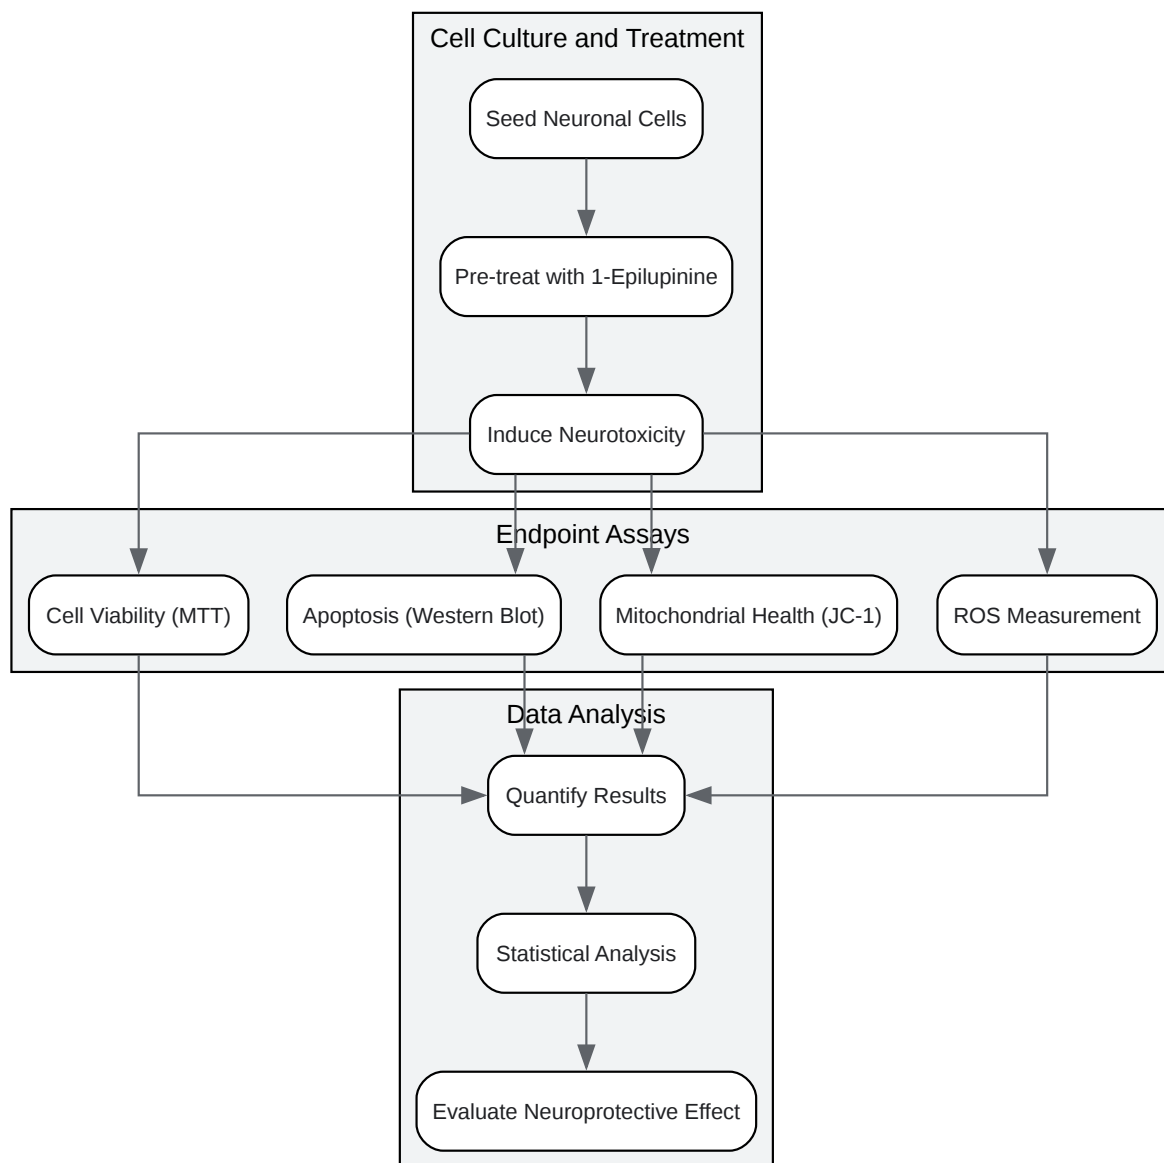 Cell Culture and Treatment
Seed Neuronal Cells
Pre-treat with 1-Epilupinine
Induce Neurotoxicity
Endpoint Assays
Cell Viability (MTT)
Apoptosis (Western Blot)
Mitochondrial Health (JC-1)
ROS Measurement
Data Analysis
Quantify Results
Statistical Analysis
Evaluate Neuroprotective Effect